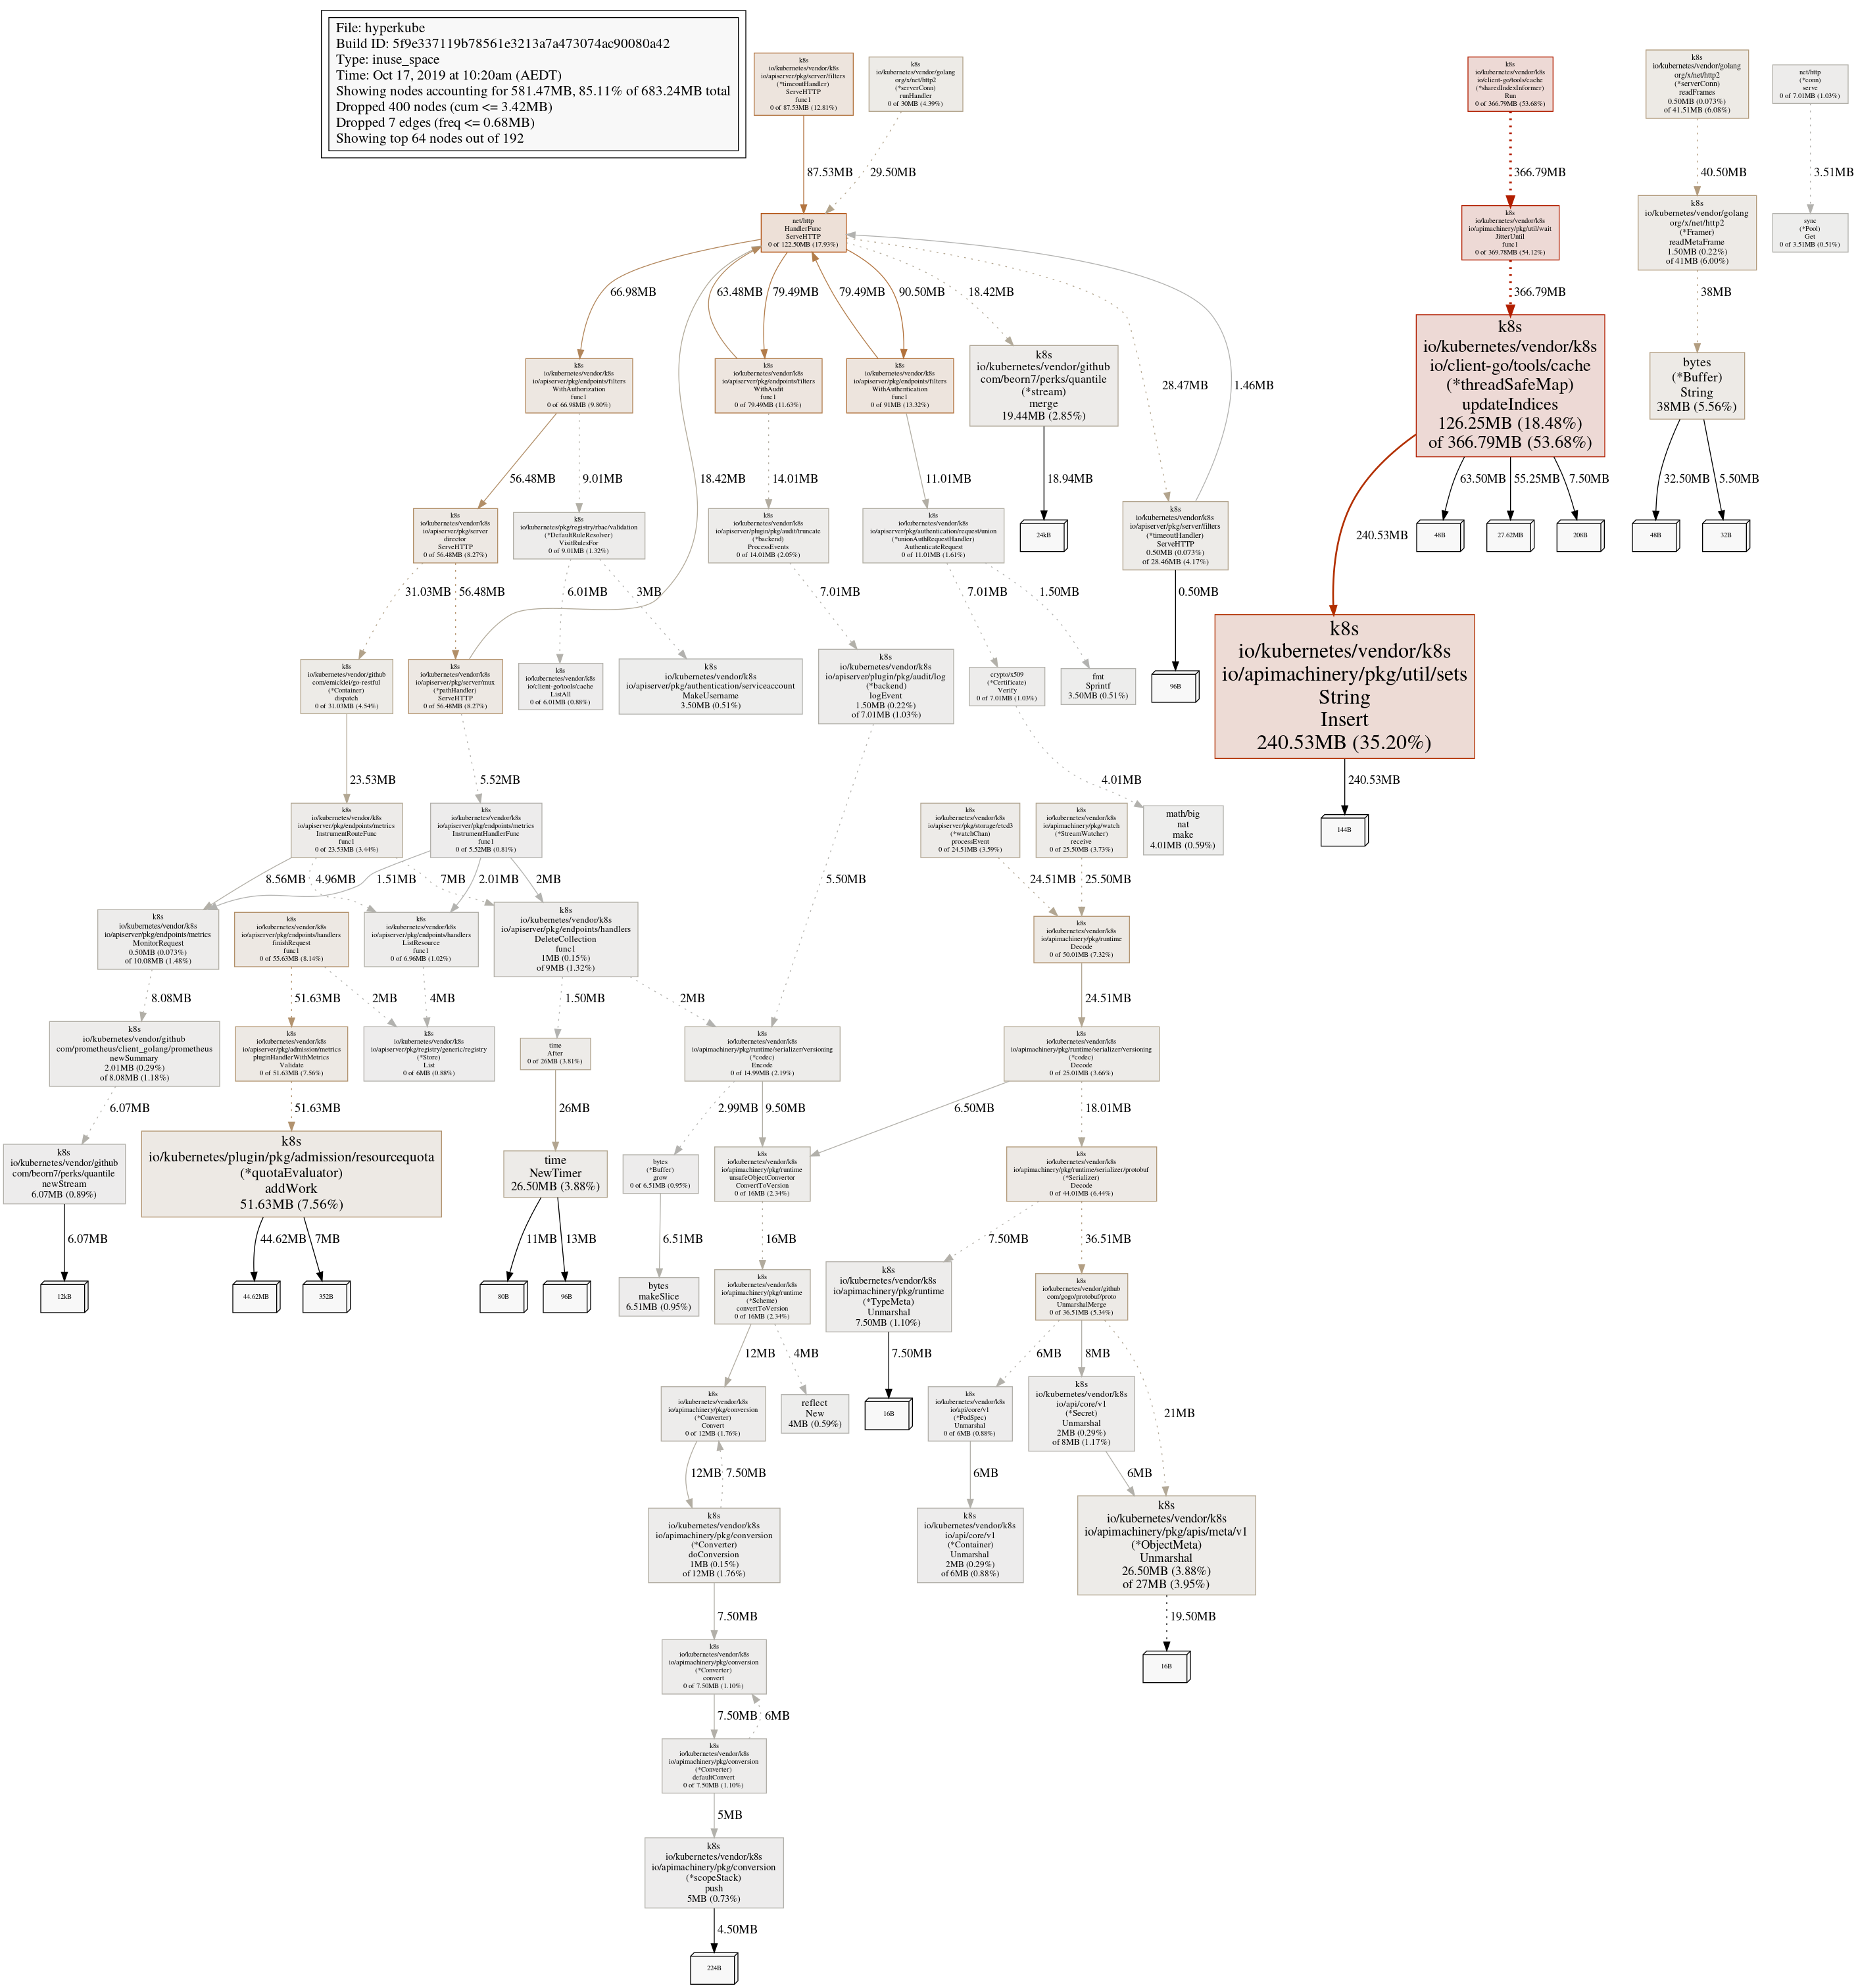 File: hyperkube
Build ID: 5f9e337119b78561e3213a7a473074ac90080a42
Type: inuse_space
Time: Oct 17, 2019 at 10:20am (AEDT)
Showing nodes accounting for 581.47MB, 85.11% of 683.24MB total
Dropped 400 nodes (cum <= 3.42MB)
Dropped 7 edges (freq <= 0.68MB)
Showing top 64 nodes out of 192
k8s
io/kubernetes/vendor/k8s
io/apiserver/pkg/server/filters
(*timeoutHandler)
ServeHTTP
func1
0 of 87.53MB (12.81%)
k8s
io/kubernetes/vendor/golang
org/x/net/http2
(*serverConn)
runHandler
0 of 30MB (4.39%)
k8s
io/kubernetes/vendor/k8s
io/client-go/tools/cache
(*sharedIndexInformer)
Run
0 of 366.79MB (53.68%)
k8s
io/kubernetes/vendor/golang
org/x/net/http2
(*serverConn)
readFrames
0.50MB (0.073%)
of 41.51MB (6.08%)
net/http
(*conn)
serve
0 of 7.01MB (1.03%)
87.53MB
29.50MB
366.79MB
40.50MB
3.51MB
net/http
HandlerFunc
ServeHTTP
0 of 122.50MB (17.93%)
k8s
io/kubernetes/vendor/k8s
io/apimachinery/pkg/util/wait
JitterUntil
func1
0 of 369.78MB (54.12%)
k8s
io/kubernetes/vendor/golang
org/x/net/http2
(*Framer)
readMetaFrame
1.50MB (0.22%)
of 41MB (6.00%)
sync
(*Pool)
Get
0 of 3.51MB (0.51%)
66.98MB
63.48MB
79.49MB
79.49MB
90.50MB
18.42MB
366.79MB
38MB
28.47MB
1.46MB
k8s
io/kubernetes/vendor/k8s
io/apiserver/pkg/endpoints/filters
WithAuthorization
func1
0 of 66.98MB (9.80%)
k8s
io/kubernetes/vendor/k8s
io/apiserver/pkg/endpoints/filters
WithAudit
func1
0 of 79.49MB (11.63%)
k8s
io/kubernetes/vendor/k8s
io/apiserver/pkg/endpoints/filters
WithAuthentication
func1
0 of 91MB (13.32%)
k8s
io/kubernetes/vendor/github
com/beorn7/perks/quantile
(*stream)
merge
19.44MB (2.85%)
k8s
io/kubernetes/vendor/k8s
io/client-go/tools/cache
(*threadSafeMap)
updateIndices
126.25MB (18.48%)
of 366.79MB (53.68%)
bytes
(*Buffer)
String
38MB (5.56%)
56.48MB
9.01MB
18.42MB
14.01MB
11.01MB
18.94MB
240.53MB
63.50MB
55.25MB
7.50MB
32.50MB
5.50MB
k8s
io/kubernetes/vendor/k8s
io/apiserver/pkg/server
director
ServeHTTP
0 of 56.48MB (8.27%)
k8s
io/kubernetes/pkg/registry/rbac/validation
(*DefaultRuleResolver)
VisitRulesFor
0 of 9.01MB (1.32%)
k8s
io/kubernetes/vendor/k8s
io/apiserver/plugin/pkg/audit/truncate
(*backend)
ProcessEvents
0 of 14.01MB (2.05%)
k8s
io/kubernetes/vendor/k8s
io/apiserver/pkg/authentication/request/union
(*unionAuthRequestHandler)
AuthenticateRequest
0 of 11.01MB (1.61%)
24kB
k8s
io/kubernetes/vendor/k8s
io/apiserver/pkg/server/filters
(*timeoutHandler)
ServeHTTP
0.50MB (0.073%)
of 28.46MB (4.17%)
48B
27.62MB
208B
48B
32B
31.03MB
56.48MB
6.01MB
3MB
7.01MB
7.01MB
1.50MB
0.50MB
k8s
io/kubernetes/vendor/github
com/emicklei/go-restful
(*Container)
dispatch
0 of 31.03MB (4.54%)
k8s
io/kubernetes/vendor/k8s
io/apiserver/pkg/server/mux
(*pathHandler)
ServeHTTP
0 of 56.48MB (8.27%)
k8s
io/kubernetes/vendor/k8s
io/client-go/tools/cache
ListAll
0 of 6.01MB (0.88%)
k8s
io/kubernetes/vendor/k8s
io/apiserver/pkg/authentication/serviceaccount
MakeUsername
3.50MB (0.51%)
k8s
io/kubernetes/vendor/k8s
io/apiserver/plugin/pkg/audit/log
(*backend)
logEvent
1.50MB (0.22%)
of 7.01MB (1.03%)
crypto/x509
(*Certificate)
Verify
0 of 7.01MB (1.03%)
fmt
Sprintf
3.50MB (0.51%)
96B
k8s
io/kubernetes/vendor/k8s
io/apimachinery/pkg/util/sets
String
Insert
240.53MB (35.20%)
23.53MB
5.52MB
4.01MB
240.53MB
k8s
io/kubernetes/vendor/k8s
io/apiserver/pkg/endpoints/metrics
InstrumentRouteFunc
func1
0 of 23.53MB (3.44%)
k8s
io/kubernetes/vendor/k8s
io/apiserver/pkg/endpoints/metrics
InstrumentHandlerFunc
func1
0 of 5.52MB (0.81%)
k8s
io/kubernetes/vendor/k8s
io/apiserver/pkg/storage/etcd3
(*watchChan)
processEvent
0 of 24.51MB (3.59%)
k8s
io/kubernetes/vendor/k8s
io/apimachinery/pkg/watch
(*StreamWatcher)
receive
0 of 25.50MB (3.73%)
math/big
nat
make
4.01MB (0.59%)
144B
8.56MB
4.96MB
1.51MB
7MB
2.01MB
2MB
5.50MB
24.51MB
25.50MB
k8s
io/kubernetes/vendor/k8s
io/apiserver/pkg/endpoints/metrics
MonitorRequest
0.50MB (0.073%)
of 10.08MB (1.48%)
k8s
io/kubernetes/vendor/k8s
io/apiserver/pkg/endpoints/handlers
finishRequest
func1
0 of 55.63MB (8.14%)
k8s
io/kubernetes/vendor/k8s
io/apiserver/pkg/endpoints/handlers
ListResource
func1
0 of 6.96MB (1.02%)
k8s
io/kubernetes/vendor/k8s
io/apiserver/pkg/endpoints/handlers
DeleteCollection
func1
1MB (0.15%)
of 9MB (1.32%)
k8s
io/kubernetes/vendor/k8s
io/apimachinery/pkg/runtime
Decode
0 of 50.01MB (7.32%)
8.08MB
51.63MB
2MB
4MB
1.50MB
2MB
24.51MB
k8s
io/kubernetes/vendor/github
com/prometheus/client_golang/prometheus
newSummary
2.01MB (0.29%)
of 8.08MB (1.18%)
k8s
io/kubernetes/vendor/k8s
io/apiserver/pkg/admission/metrics
pluginHandlerWithMetrics
Validate
0 of 51.63MB (7.56%)
k8s
io/kubernetes/vendor/k8s
io/apiserver/pkg/registry/generic/registry
(*Store)
List
0 of 6MB (0.88%)
time
After
0 of 26MB (3.81%)
k8s
io/kubernetes/vendor/k8s
io/apimachinery/pkg/runtime/serializer/versioning
(*codec)
Encode
0 of 14.99MB (2.19%)
k8s
io/kubernetes/vendor/k8s
io/apimachinery/pkg/runtime/serializer/versioning
(*codec)
Decode
0 of 25.01MB (3.66%)
6.07MB
51.63MB
26MB
2.99MB
9.50MB
6.50MB
18.01MB
k8s
io/kubernetes/vendor/github
com/beorn7/perks/quantile
newStream
6.07MB (0.89%)
k8s
io/kubernetes/plugin/pkg/admission/resourcequota
(*quotaEvaluator)
addWork
51.63MB (7.56%)
time
NewTimer
26.50MB (3.88%)
bytes
(*Buffer)
grow
0 of 6.51MB (0.95%)
k8s
io/kubernetes/vendor/k8s
io/apimachinery/pkg/runtime
unsafeObjectConvertor
ConvertToVersion
0 of 16MB (2.34%)
k8s
io/kubernetes/vendor/k8s
io/apimachinery/pkg/runtime/serializer/protobuf
(*Serializer)
Decode
0 of 44.01MB (6.44%)
6.07MB
44.62MB
7MB
11MB
13MB
6.51MB
16MB
7.50MB
36.51MB
12kB
44.62MB
352B
80B
96B
bytes
makeSlice
6.51MB (0.95%)
k8s
io/kubernetes/vendor/k8s
io/apimachinery/pkg/runtime
(*Scheme)
convertToVersion
0 of 16MB (2.34%)
k8s
io/kubernetes/vendor/k8s
io/apimachinery/pkg/runtime
(*TypeMeta)
Unmarshal
7.50MB (1.10%)
k8s
io/kubernetes/vendor/github
com/gogo/protobuf/proto
UnmarshalMerge
0 of 36.51MB (5.34%)
12MB
4MB
7.50MB
6MB
8MB
21MB
k8s
io/kubernetes/vendor/k8s
io/apimachinery/pkg/conversion
(*Converter)
Convert
0 of 12MB (1.76%)
reflect
New
4MB (0.59%)
16B
k8s
io/kubernetes/vendor/k8s
io/api/core/v1
(*PodSpec)
Unmarshal
0 of 6MB (0.88%)
k8s
io/kubernetes/vendor/k8s
io/api/core/v1
(*Secret)
Unmarshal
2MB (0.29%)
of 8MB (1.17%)
12MB
7.50MB
6MB
6MB
k8s
io/kubernetes/vendor/k8s
io/apimachinery/pkg/conversion
(*Converter)
doConversion
1MB (0.15%)
of 12MB (1.76%)
k8s
io/kubernetes/vendor/k8s
io/api/core/v1
(*Container)
Unmarshal
2MB (0.29%)
of 6MB (0.88%)
k8s
io/kubernetes/vendor/k8s
io/apimachinery/pkg/apis/meta/v1
(*ObjectMeta)
Unmarshal
26.50MB (3.88%)
of 27MB (3.95%)
7.50MB
19.50MB
k8s
io/kubernetes/vendor/k8s
io/apimachinery/pkg/conversion
(*Converter)
convert
0 of 7.50MB (1.10%)
16B
7.50MB
6MB
k8s
io/kubernetes/vendor/k8s
io/apimachinery/pkg/conversion
(*Converter)
defaultConvert
0 of 7.50MB (1.10%)
5MB
k8s
io/kubernetes/vendor/k8s
io/apimachinery/pkg/conversion
(*scopeStack)
push
5MB (0.73%)
4.50MB
224B